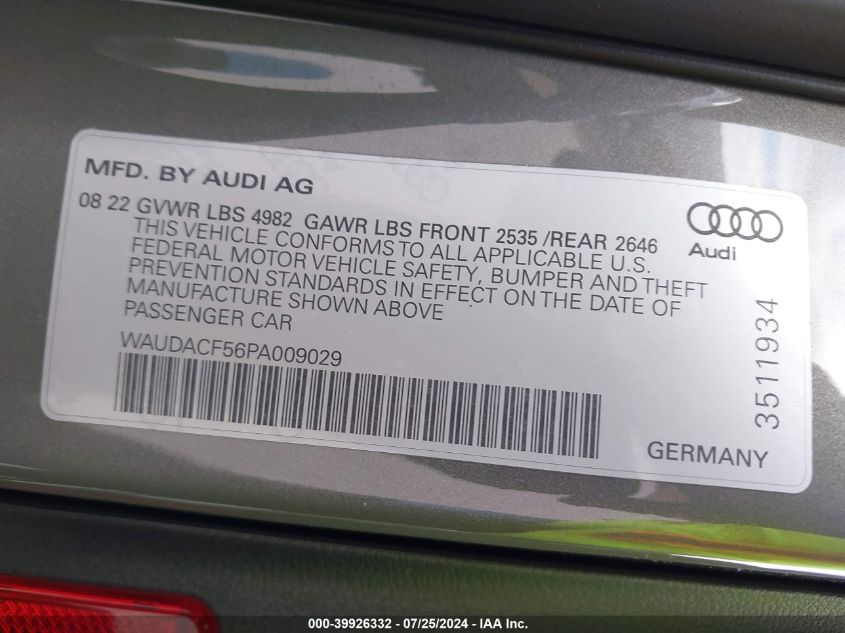 MFD. BY AUDI AG
08 22 GVWR LBS 4982 GAWR LBS FRONT 2535 /REAR 2646
THIS VEHICLE CONFORMS TO ALL APPLICABLE U.S.
FEDERAL MOTOR VEHICLE SAFETY, BUMPER AND THEFT
PREVENTION STANDARDS IN EFFECT ON THE DATE OF
MANUFACTURE SHOWN ABOVE
PASSENGER CAR
WAUDACF56PA009029
Audi
3511934
GERMANY
000-39926332 - 07/25/2024 - IAAI.COM